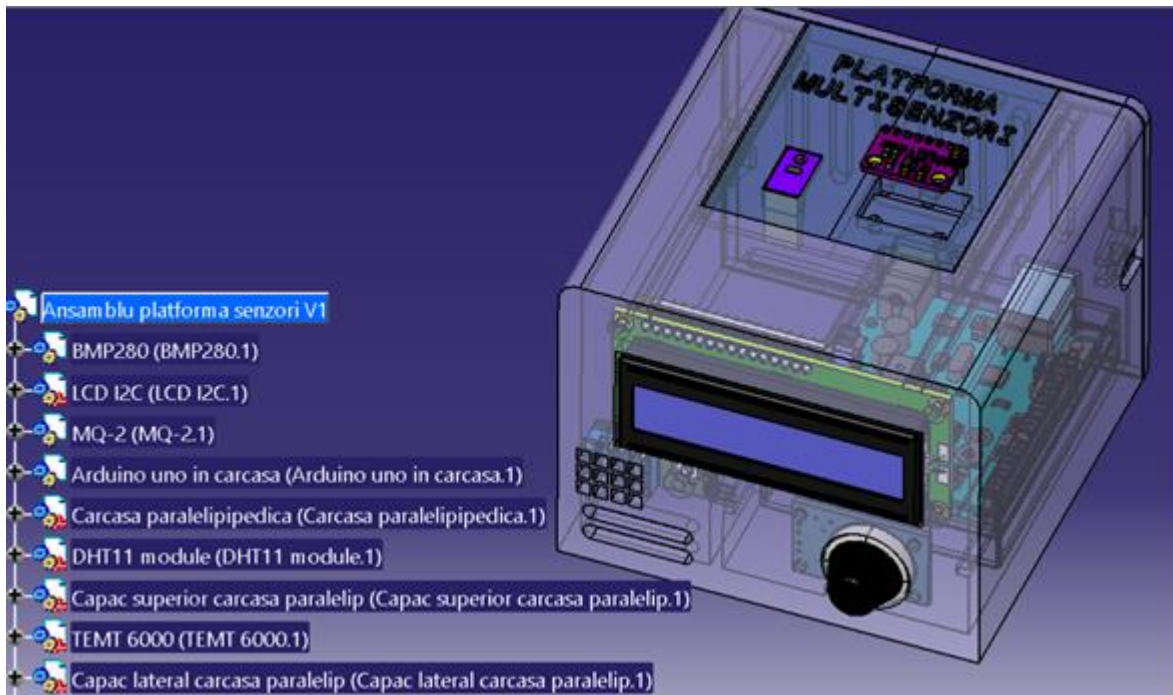 PLATFORMA
MULTISENZORI
Ansamblu platforma senzori V1
BMP280 (BMP280.1)
LCD I2C (LCD I2C.1)
MQ-2 (MQ-2.1)
Arduino uno in carcasa (Arduino uno in carcasa.1)
Carcasa paralelipipedica (Carcasa paralelipipedica.1)
DHT11 module (DHT11 module.1)
Capac superior carcasa paralelip (Capac superior carcasa paralelip.1)
TEMT 6000 (TEMT 6000.1)
Capac lateral carcasa paralelip (Capac lateral carcasa paralelip.1)